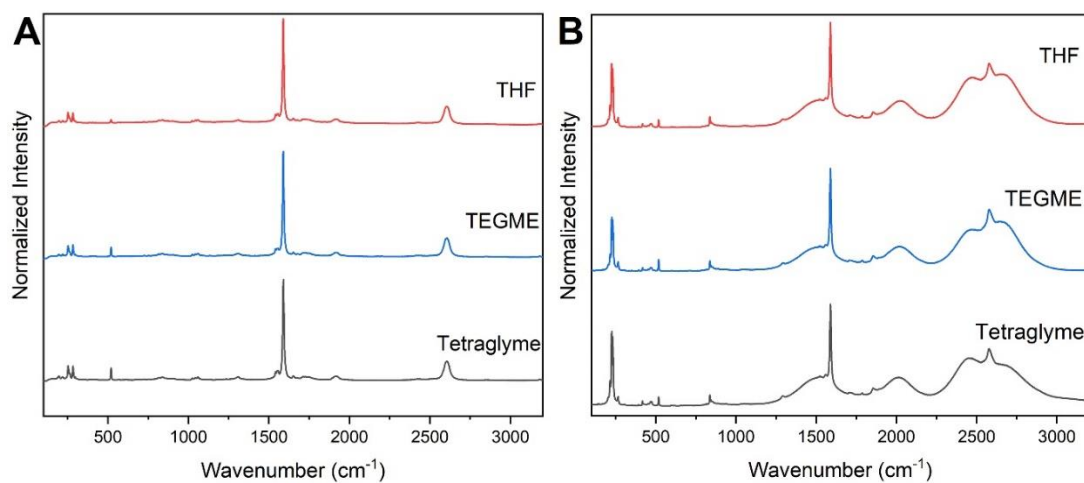 A
Normalized Intensity
THF
TEGME
Tetraglyme
500 1000 1500 2000 2500 3000
Wavenumber (cm⁻¹)
B
Normalized Intensity
THF
TEGME
Tetraglyme
500 1000 1500 2000 2500 3000
Wavenumber (cm⁻¹)